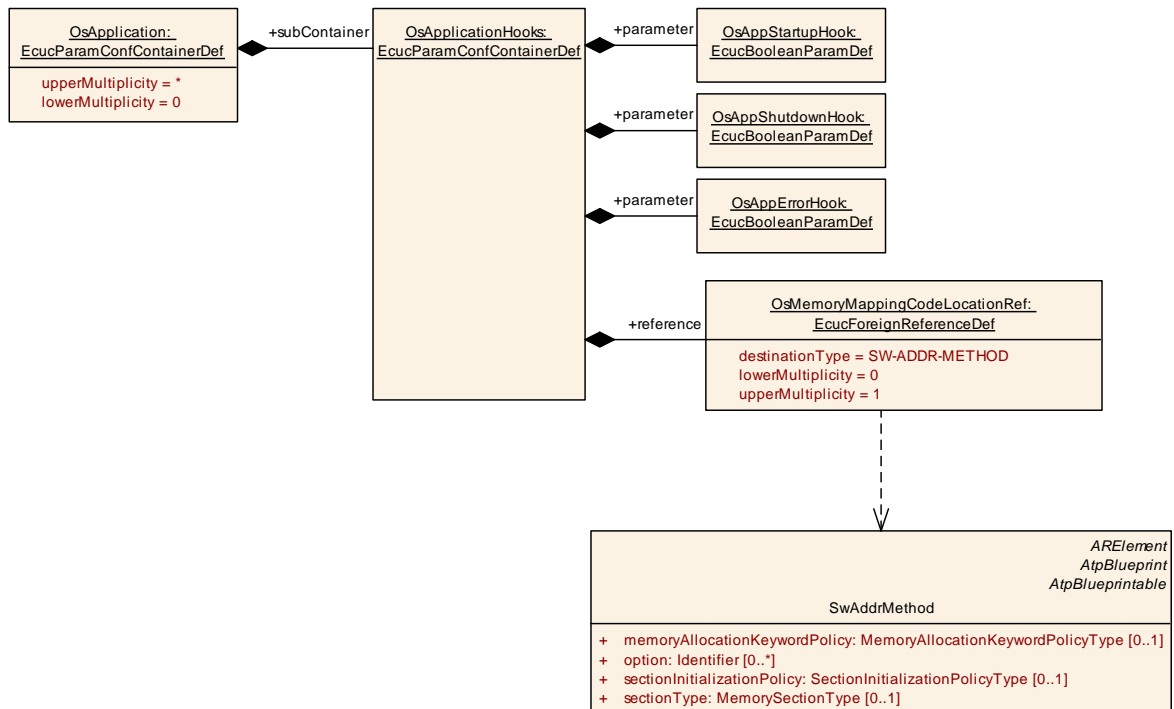 OsApplication:
EcucParamConfContainerDef
upperMultiplicity = *
lowerMultiplicity = 0
+subContainer
OsApplicationHooks:
EcucParamConfContainerDef
+parameter
OsAppStartupHook:
EcucBooleanParamDef
+parameter
OsAppShutdownHook:
EcucBooleanParamDef
+parameter
OsAppErrorHook:
EcucBooleanParamDef
+reference
OsMemoryMappingCodeLocationRef:
EcucForeignReferenceDef
destinationType = SW-ADDR-METHOD
lowerMultiplicity = 0
upperMultiplicity = 1
ARElement
AtpBlueprint
AtpBlueprintable
SwAddrMethod
+ memoryAllocationKeywordPolicy: MemoryAllocationKeywordPolicyType [0..1]
+ option: Identifier [0..*]
+ sectionInitializationPolicy: SectionInitializationPolicyType [0..1]
+ sectionType: MemorySectionType [0..1]